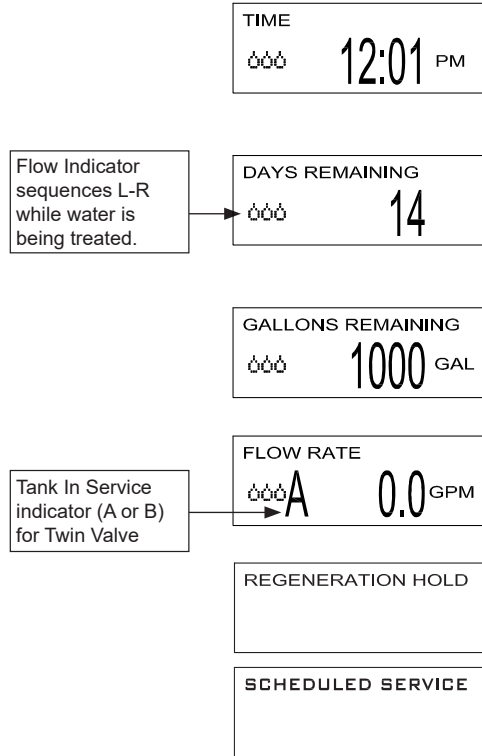 TIME
12:01 PM
Flow Indicator
sequences L-R
while water is
being treated.
DAYS REMAINING
14
GALLONS REMAINING
1000 GAL
FLOW RATE
A 0.0 GPM
Tank In Service
indicator (A or B)
for Twin Valve
REGENERATION HOLD
SCHEDULED SERVICE